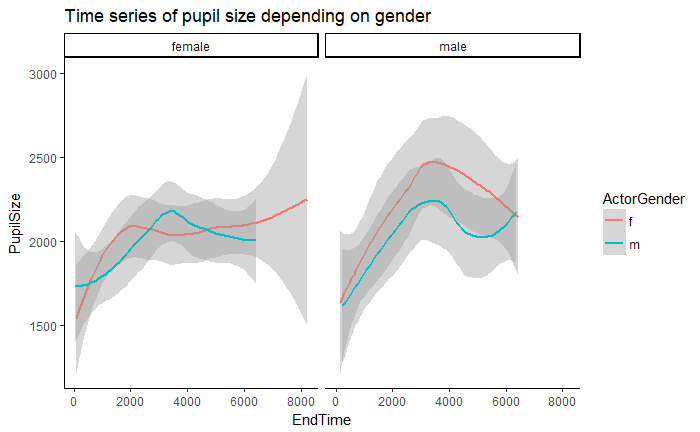 Time series of pupil size depending on gender
female
male
3000
2500
2000
1500
PupilSize
0
2000
4000
6000
8000
0
2000
4000
6000
8000
EndTime
ActorGender
f
m